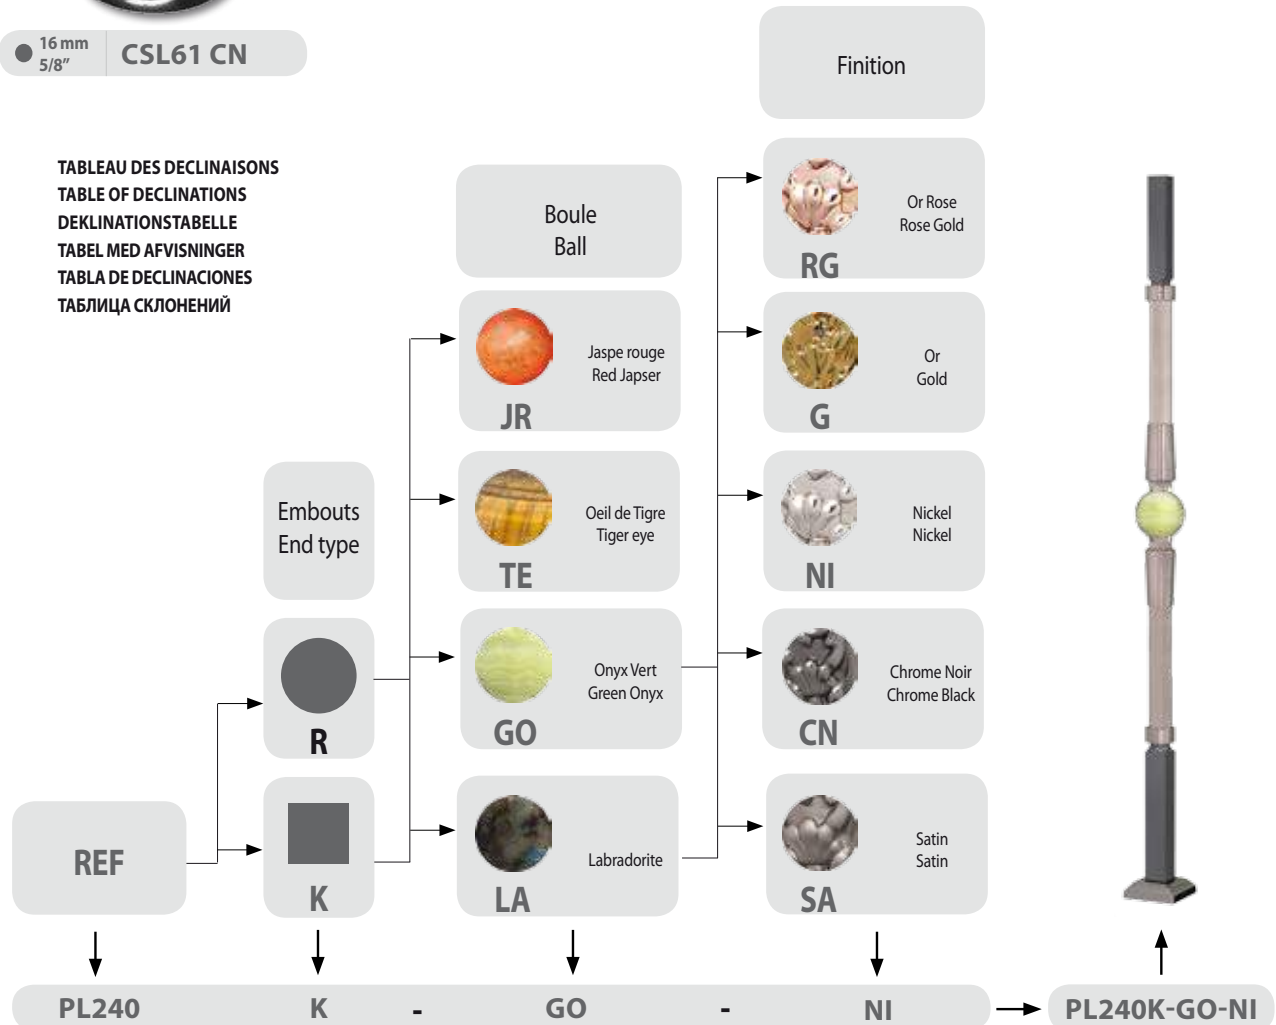 16 mm
5/8”
CSL61 CN
TABLEAU DES DECLINAISONS
TABLE OF DECLINATIONS
DEKLINATIONSTABELLE
TABEL MED AFVISNINGER
TABLA DE DECLINACIONES
ТАБЛИЦА СКЛОНЕНИЙ
REF
Embouts
End type
R
K
Boule
Ball
Jaspe rouge
Red Japser
JR
Oeil de Tigre
Tiger eye
TE
Onyx Vert
Green Onyx
GO
Labradorite
LA
Finition
Or Rose
Rose Gold
RG
Or
Gold
G
Nickel
Nickel
NI
Chrome Noir
Chrome Black
CN
Satin
Satin
SA
PL240 K - GO - NI
PL240K-GO-NI